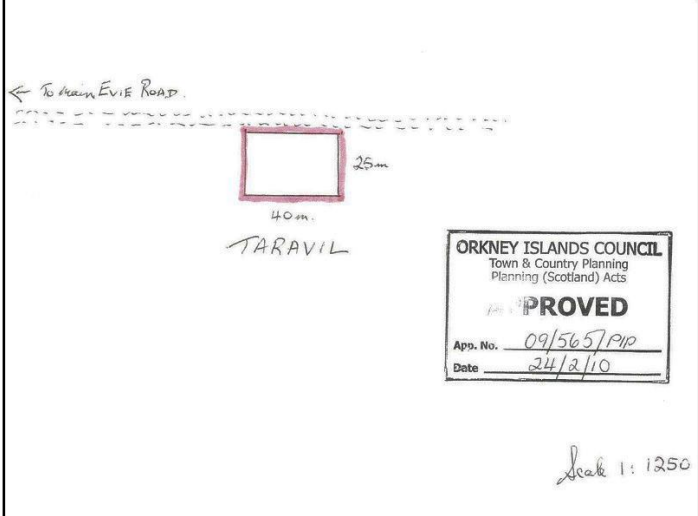 ← To Main EVIE ROAD.
25m
40m.
TARAVIL
ORKNEY ISLANDS COUNCIL
Town & Country Planning
Planning (Scotland) Acts
APPROVED
App. No. 09/565/PIP
Date 24/2/10
Scale 1:1250